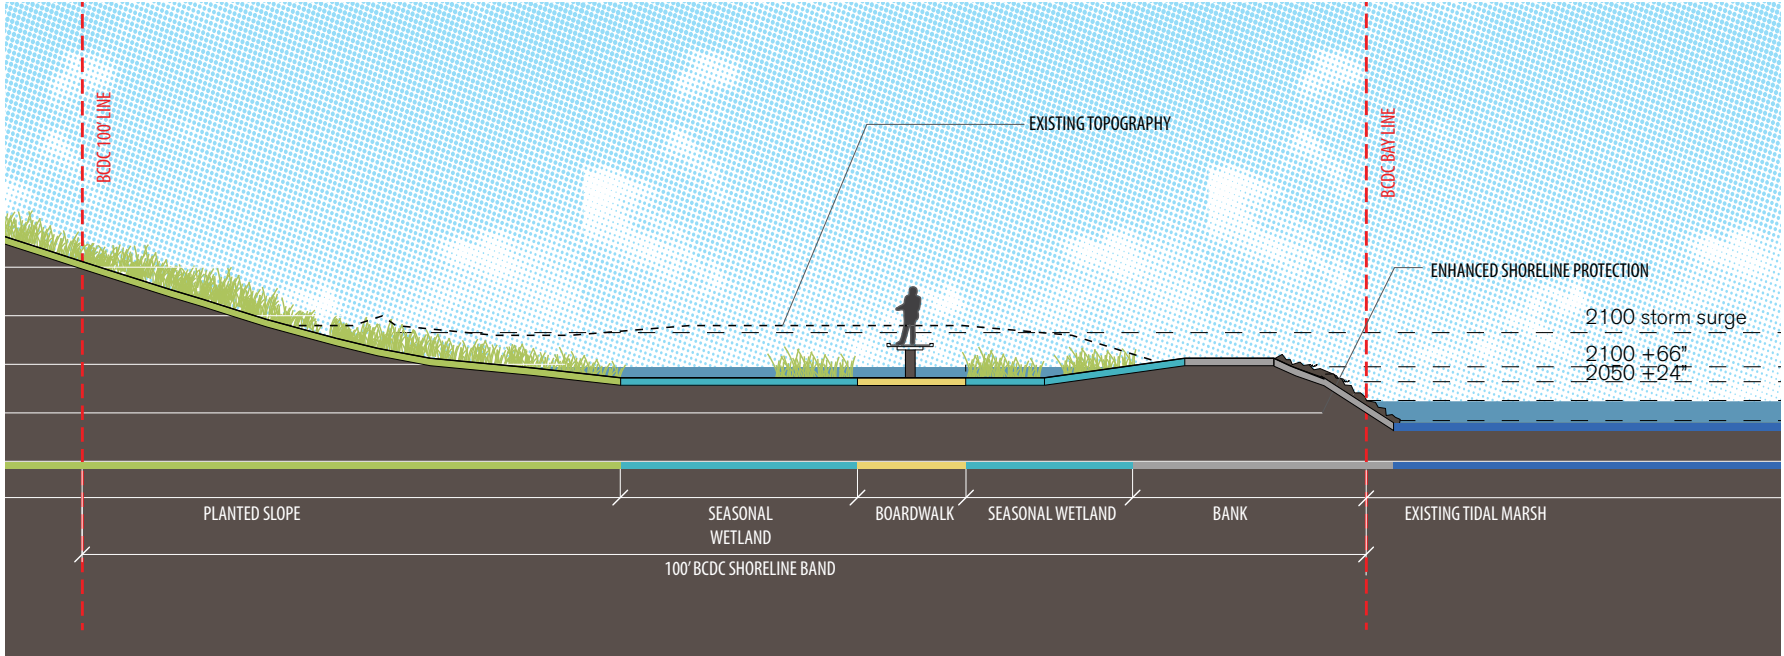 BCDC 100' LINE
EXISTING TOPOGRAPHY
BCDC BAY LINE
ENHANCED SHORELINE PROTECTION
2100 storm surge
2100 +66"
2050 +24"
PLANTED SLOPE
SEASONAL
WETLAND
BOARDWALK
SEASONAL WETLAND
BANK
EXISTING TIDAL MARSH
100' BCDC SHORELINE BAND